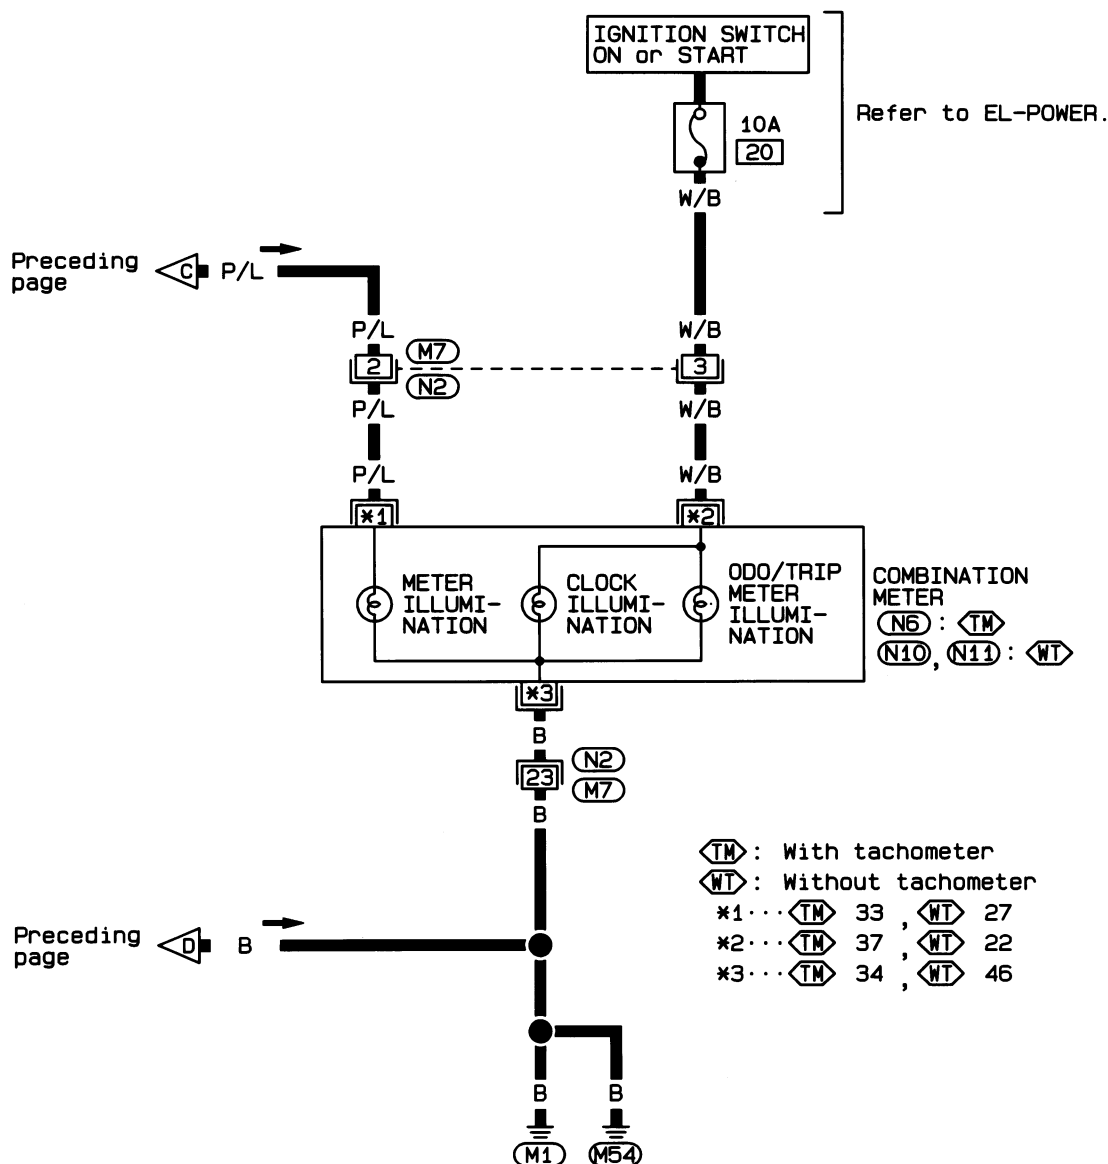 IGNITION SWITCH
ON or START
Refer to EL-POWER.
10A
20
W/B
Preceding
page
C
P/L
P/L
W/B
2
M7
N2
3
P/L
W/B
P/L
W/B
*1
*2
METER
ILLUMI-
NATION
CLOCK
ILLUMI-
NATION
ODO/TRIP
METER
ILLUMI-
NATION
COMBINATION
METER
N6 : TM
N10 , N11 : WT
*3
B
23
N2
M7
B
TM : With tachometer
WT : Without tachometer
*1 ··· TM 33 , WT 27
*2 ··· TM 37 , WT 22
*3 ··· TM 34 , WT 46
Preceding
page
D
B
B
B
M1
M54